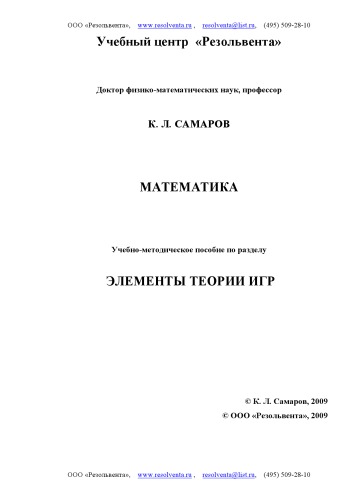 ООО «Резольвента», www.resolventa.ru , resolventa@list.ru, (495) 509-28-10
Учебный центр «Резольвента»
Доктор физико-математических наук, профессор
К. Л. САМАРОВ
МАТЕМАТИКА
Учебно-методическое пособие по разделу
ЭЛЕМЕНТЫ ТЕОРИИ ИГР
© К. Л. Самаров, 2009
© ООО «Резольвента», 2009
ООО «Резольвента», www.resolventa.ru , resolventa@list.ru, (495) 509-28-10